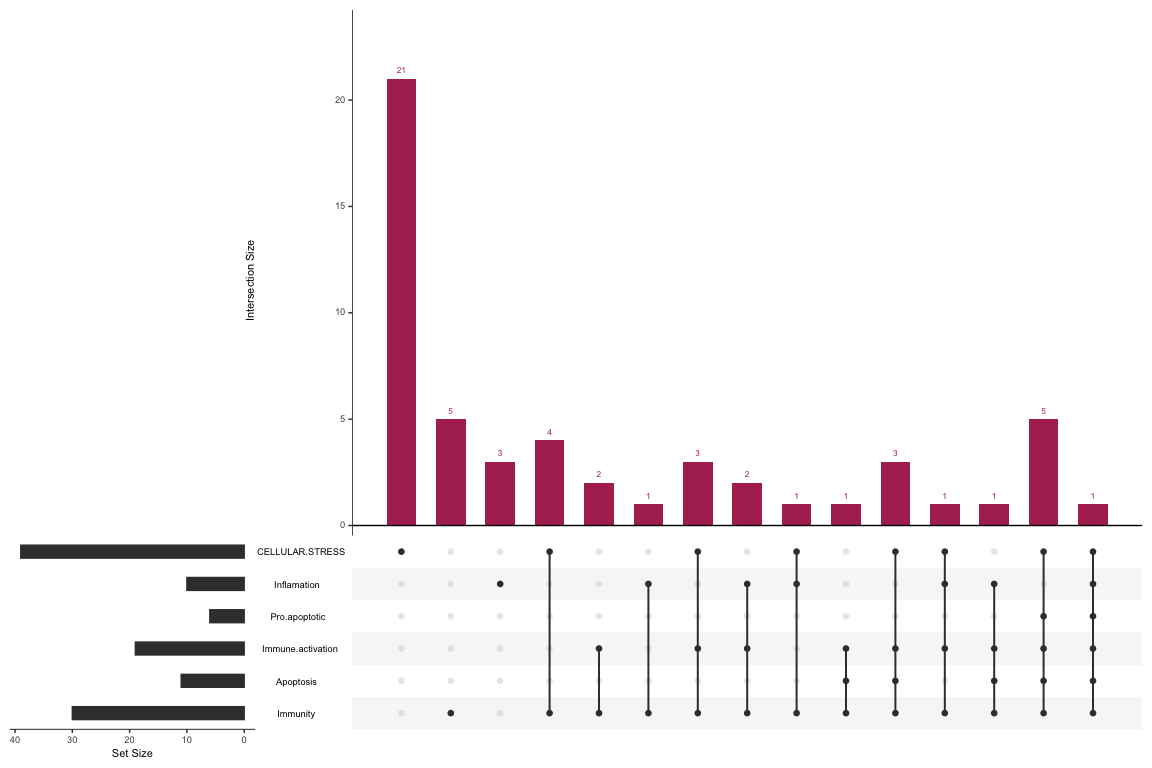 21
20
15
Intersection Size
10
5
5
5
4
3
3
3
2
2
1
1
1
1
1
1
0
CELLULAR.STRESS
Inflamation
Pro.apoptotic
Immune.activation
Apoptosis
Immunity
40 30 20 10 0
Set Size